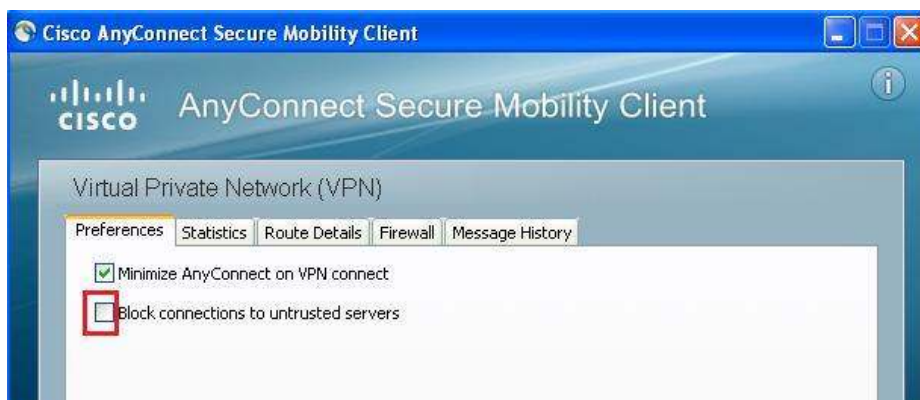 Cisco AnyConnect Secure Mobility Client
CISCO AnyConnect Secure Mobility Client
Virtual Private Network (VPN)
Preferences Statistics Route Details Firewall Message History
Minimize AnyConnect on VPN connect
Block connections to untrusted servers